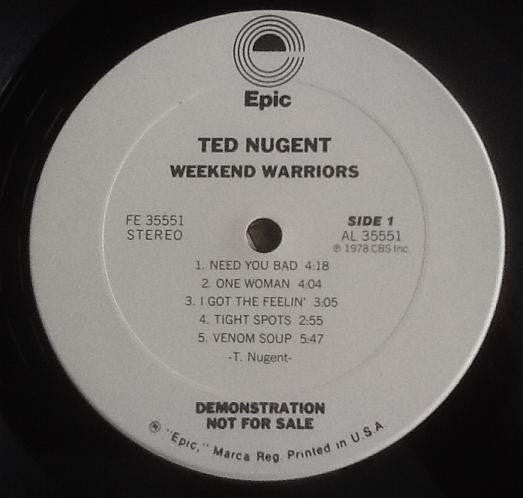 Epic
TED NUGENT
WEEKEND WARRIORS
FE 35551
STEREO
SIDE 1
AL 35551
℗ 1978 CBS Inc.
1. NEED YOU BAD 4:18
2. ONE WOMAN 4:04
3. I GOT THE FEELIN' 3:05
4. TIGHT SPOTS 2:55
5. VENOM SOUP 5:47
-T. Nugent-
DEMONSTRATION
NOT FOR SALE
® "Epic," Marca Reg. Printed in U.S.A